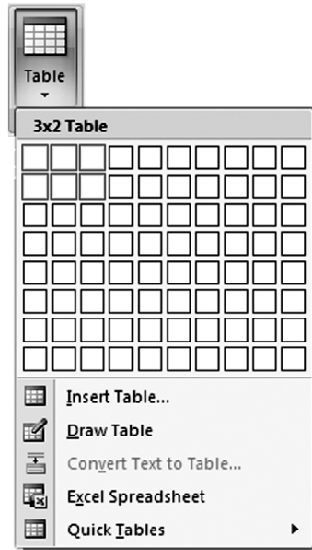 Table
3x2 Table
Insert Table...
Draw Table
Convert Text to Table...
Excel Spreadsheet
Quick Tables